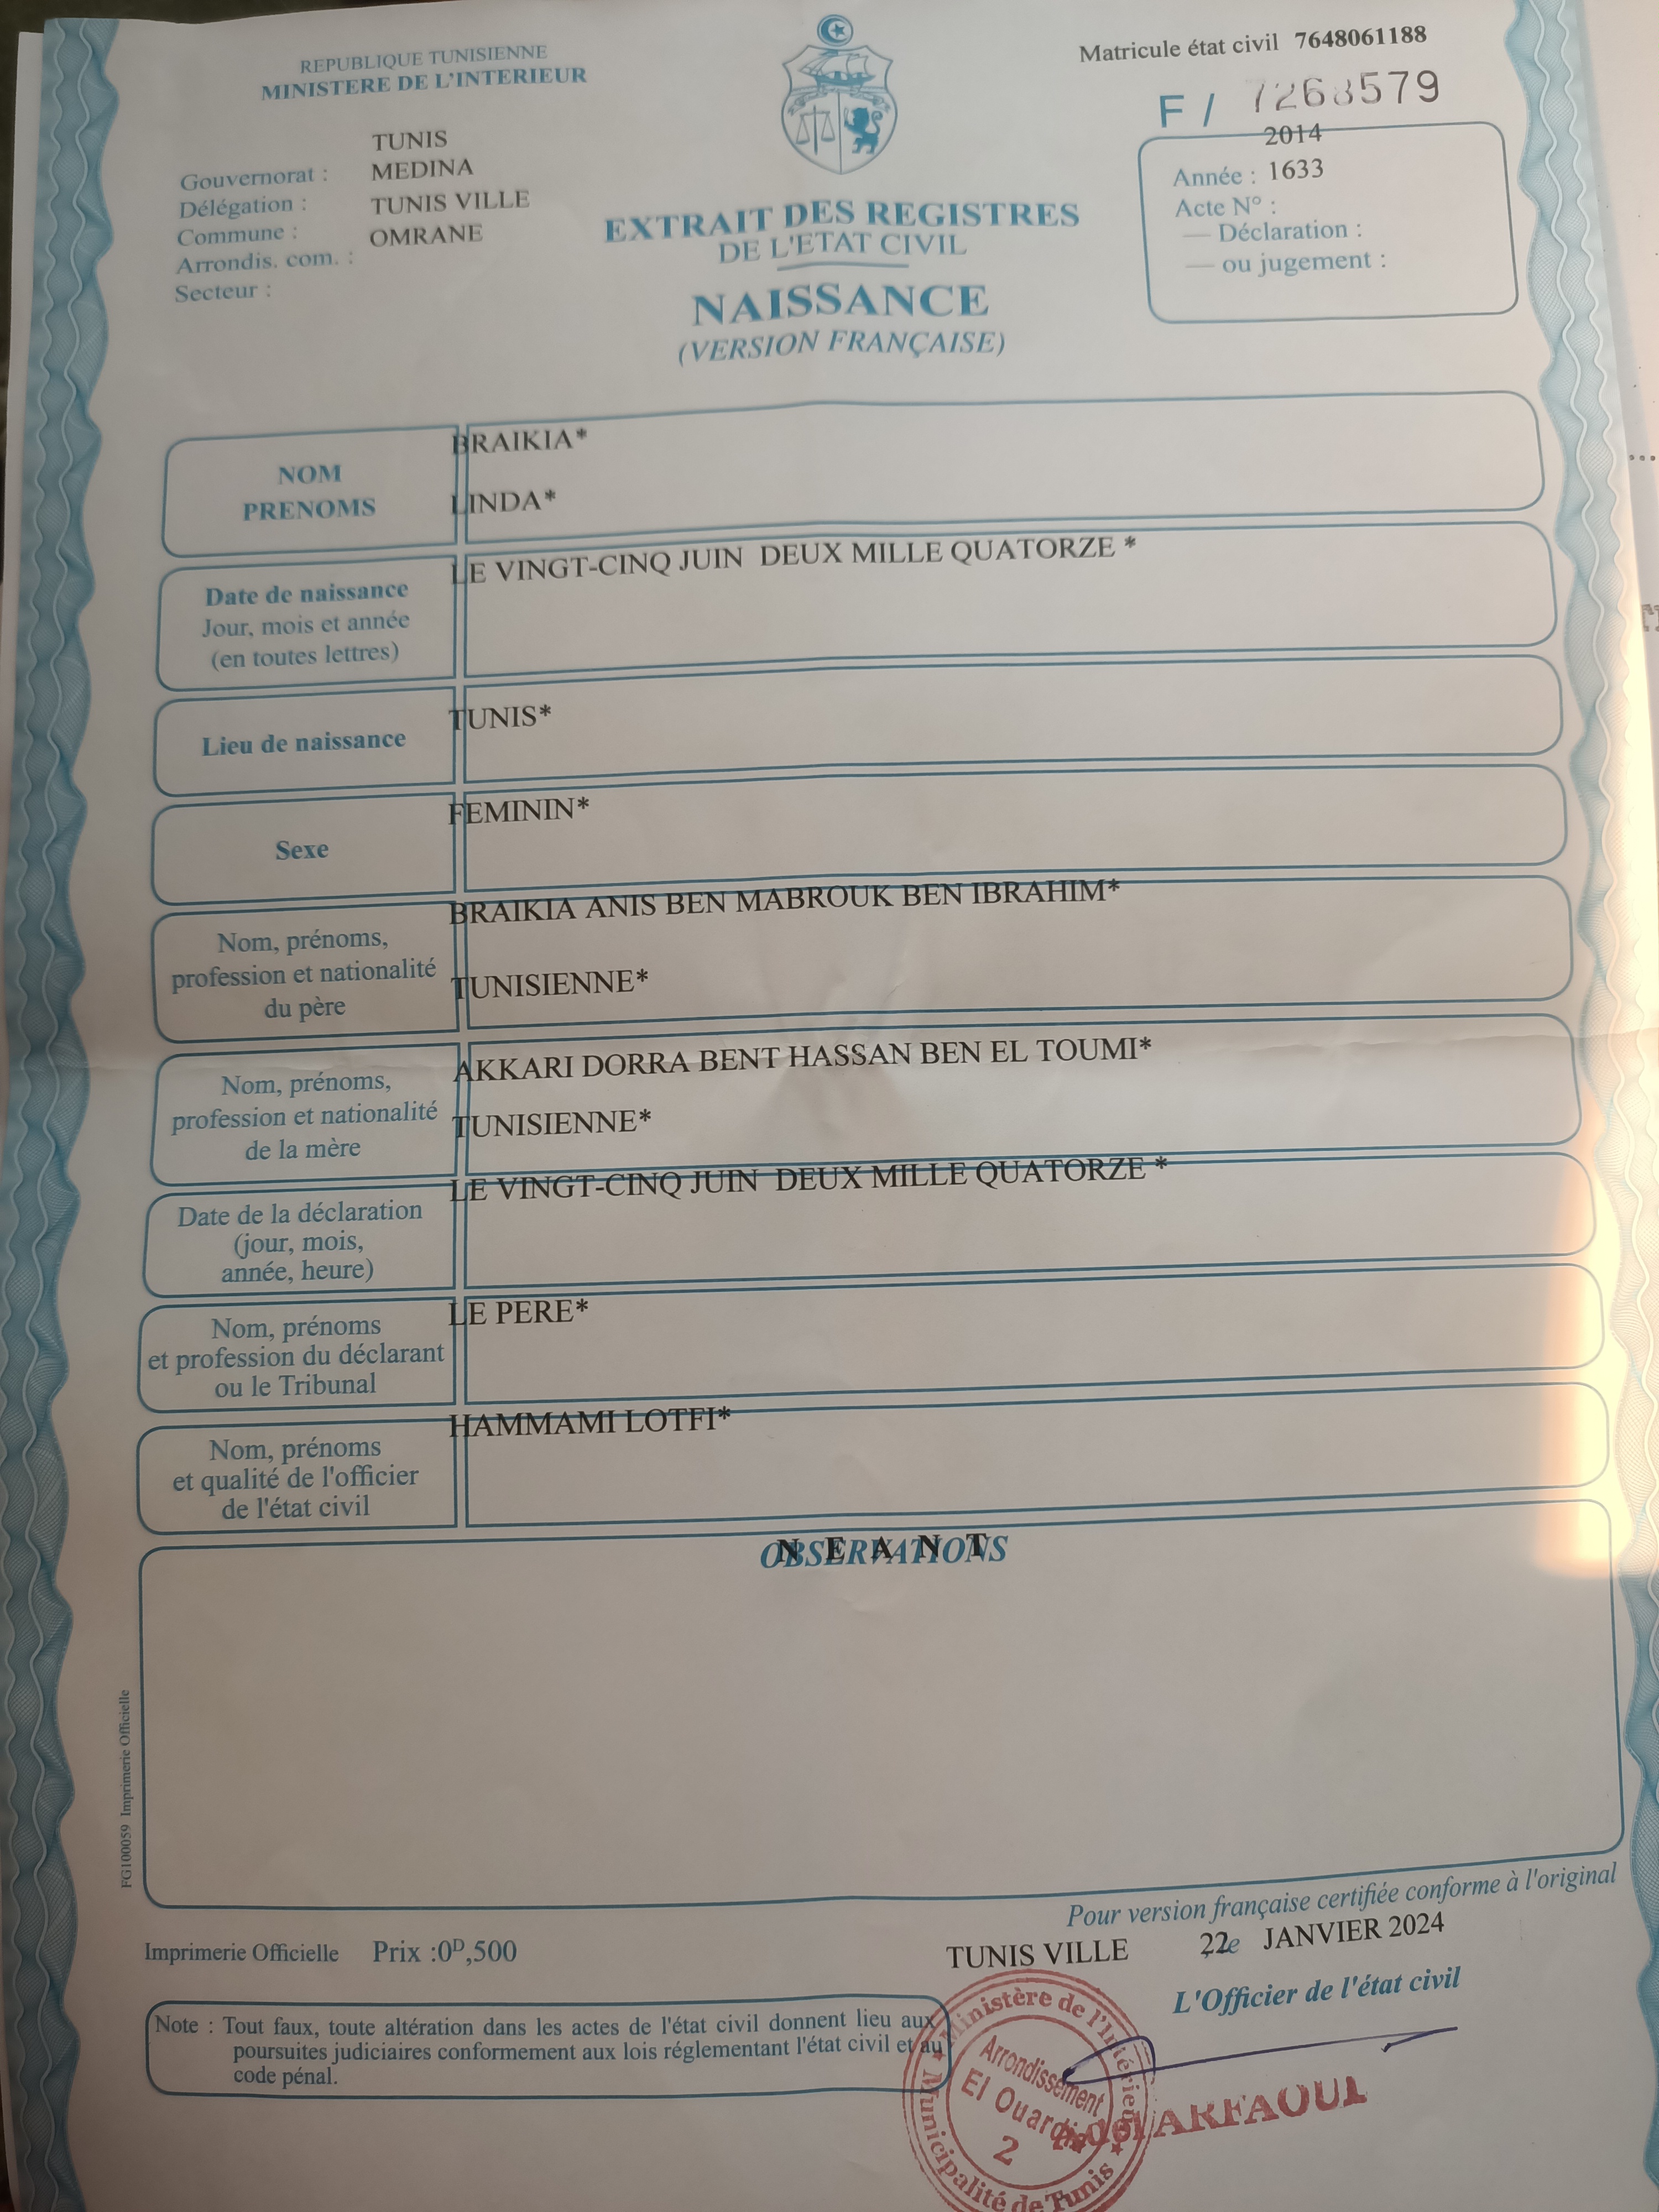 REPUBLIQUE TUNISIENNE
MINISTERE DE L'INTERIEUR
Matricule état civil 7648061188
F / 7268579
TUNIS
Gouvernorat : MEDINA
Délégation : TUNIS VILLE
Commune : OMRANE
Arrondis. com. :
Secteur :
2014
Année : 1633
Acte N° :
— Déclaration :
— ou jugement :
EXTRAIT DES REGISTRES
DE L'ETAT CIVIL
NAISSANCE
(VERSION FRANÇAISE)
NOM BRAIKIA*
PRENOMS LINDA*
LE VINGT-CINQ JUIN DEUX MILLE QUATORZE *
Date de naissance
Jour, mois et année
(en toutes lettres)
TUNIS*
Lieu de naissance
FEMININ*
Sexe
BRAIKIA ANIS BEN MABROUK BEN IBRAHIM*
Nom, prénoms,
profession et nationalité
du père
TUNISIENNE*
AKKARI DORRA BENT HASSAN BEN EL TOUMI*
Nom, prénoms,
profession et nationalité
de la mère
TUNISIENNE*
LE VINGT-CINQ JUIN DEUX MILLE QUATORZE *
Date de la déclaration
(jour, mois,
année, heure)
LE PERE*
Nom, prénoms
et profession du déclarant
ou le Tribunal
HAMMAMI LOTFI*
Nom, prénoms
et qualité de l'officier
de l'état civil
OBSERVATIONS
N E A N T
FG100059 Imprimerie Officielle
Pour version française certifiée conforme à l'original
Imprimerie Officielle Prix :0D,500
TUNIS VILLE 22e JANVIER 2024
L'Officier de l'état civil
Note : Tout faux, toute altération dans les actes de l'état civil donnent lieu aux
poursuites judiciaires conformement aux lois réglementant l'état civil et au
code pénal.
Ministère de l'Intérieur
Arrondissement
El Ouardia
2
Municipalité de Tunis
ARFAOUI